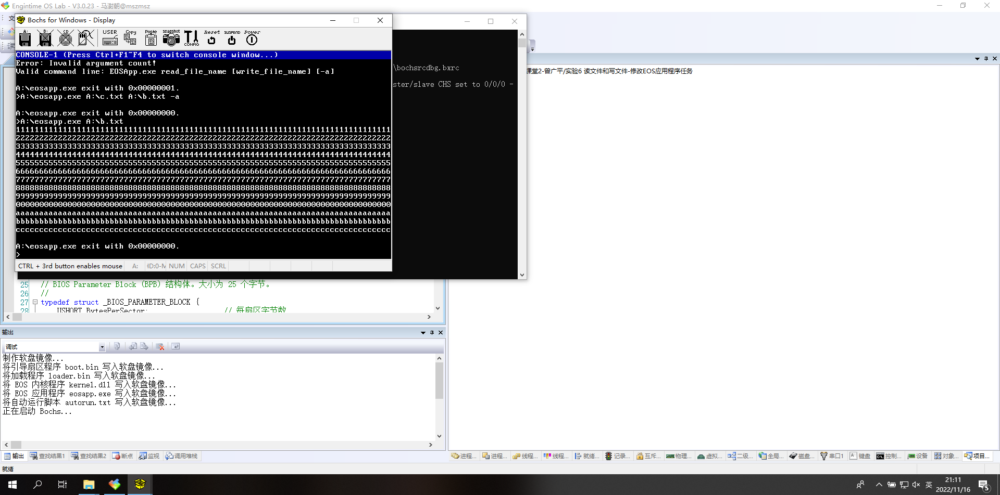 Engintime OS Lab - V3.0.23 - 马澍朝@mszmsz
文
Bochs for Windows - Display
A: B: CD USER Copy Paste snapshot CONFIG Reset SUSPEND Power
CONSOLE-1 (Press Ctrl+F1~F4 to switch console window...)
Error: Invalid argument count!
Valid command line: EOSApp.exe read_file_name [write_file_name] [-a]
A:\eosapp.exe exit with 0x00000001.
>A:\eosapp.exe A:\c.txt A:\b.txt -a
A:\eosapp.exe exit with 0x00000000.
>A:\eosapp.exe A:\b.txt
11111111111111111111111111111111111111111111111111111111111111111111111111111111
22222222222222222222222222222222222222222222222222222222222222222222222222222222
33333333333333333333333333333333333333333333333333333333333333333333333333333333
44444444444444444444444444444444444444444444444444444444444444444444444444444444
55555555555555555555555555555555555555555555555555555555555555555555555555555555
66666666666666666666666666666666666666666666666666666666666666666666666666666666
77777777777777777777777777777777777777777777777777777777777777777777777777777777
88888888888888888888888888888888888888888888888888888888888888888888888888888888
99999999999999999999999999999999999999999999999999999999999999999999999999999999
00000000000000000000000000000000000000000000000000000000000000000000000000000000
aaaaaaaaaaaaaaaaaaaaaaaaaaaaaaaaaaaaaaaaaaaaaaaaaaaaaaaaaaaaaaaaaaaaaaaaaaaaaaaa
bbbbbbbbbbbbbbbbbbbbbbbbbbbbbbbbbbbbbbbbbbbbbbbbbbbbbbbbbbbbbbbbbbbbbbbbbbbbbbbb
cccccccccccccccccccccccccccccccccccccccccccccccccccccccccccccccccccccccccccccccc
A:\eosapp.exe exit with 0x00000000.
>
CTRL + 3rd button enables mouse A: HD:0-M NUM CAPS SCRL
\bochsrcdbg.bxrc
ster/slave CHS set to 0/0/0 -
课堂2-曾广平/实验6 读文件和写文件-修改EOS应用程序任务
25 // BIOS Parameter Block (BPB) 结构体。大小为 25 个字节。
26 //
27 typedef struct _BIOS_PARAMETER_BLOCK {
28 USHORT BytesPerSector; // 每扇区字节数
输出
调试
制作软盘镜像...
将引导扇区程序 boot.bin 写入软盘镜像...
将加载程序 loader.bin 写入软盘镜像...
将 EOS 内核程序 kernel.dll 写入软盘镜像...
将 EOS 应用程序 eosapp.exe 写入软盘镜像...
将自动运行脚本 autorun.txt 写入软盘镜像...
正在启动 Bochs...
输出 查找结果1 查找结果2 断点 监视 调用堆栈
进程... 进程... 线程... 线程... 就绪... 记录... 互斥... 物理... 虚拟... 二级... 全局... 磁盘... 串口1 键盘 控制... 设备 对象... 项目...
就绪
英
21:11
2022/11/16
5